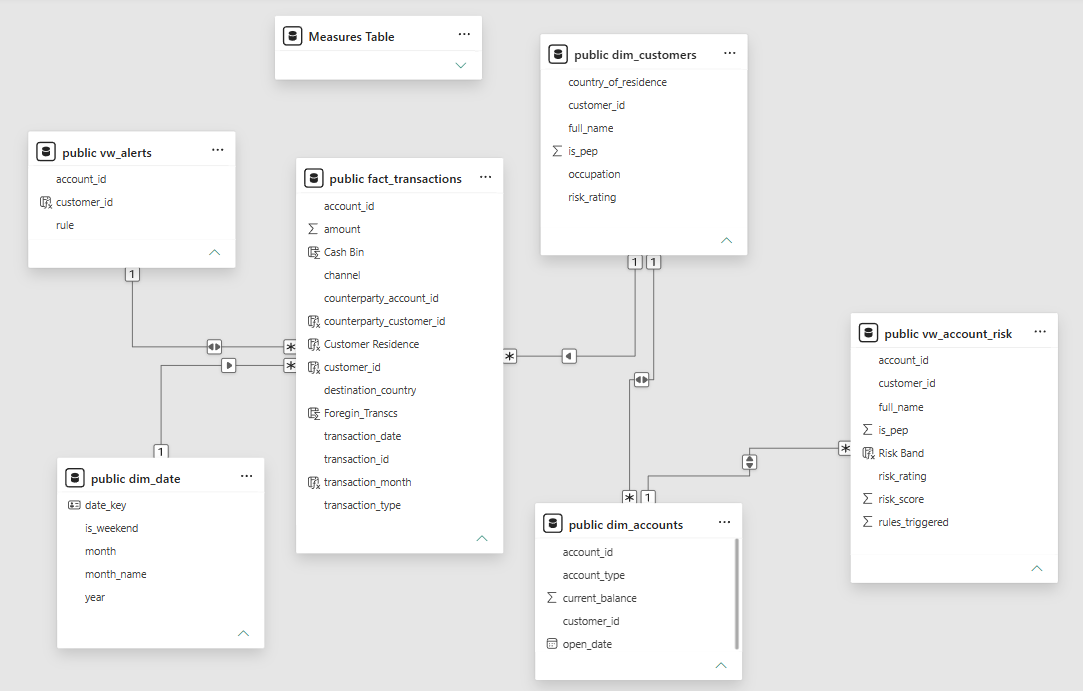 Measures Table
public dim_customers
country_of_residence
customer_id
full_name
is_pep
occupation
risk_rating
1
1
public vw_alerts
account_id
customer_id
rule
1
public fact_transactions
account_id
amount
Cash Bin
channel
counterparty_account_id
counterparty_customer_id
Customer Residence
customer_id
destination_country
Foregin_Transcs
transaction_date
transaction_id
transaction_month
transaction_type
*
*
*
public vw_account_risk
account_id
customer_id
full_name
is_pep
Risk Band
risk_rating
risk_score
rules_triggered
*
1
public dim_date
date_key
is_weekend
month
month_name
year
*
1
public dim_accounts
account_id
account_type
current_balance
customer_id
open_date